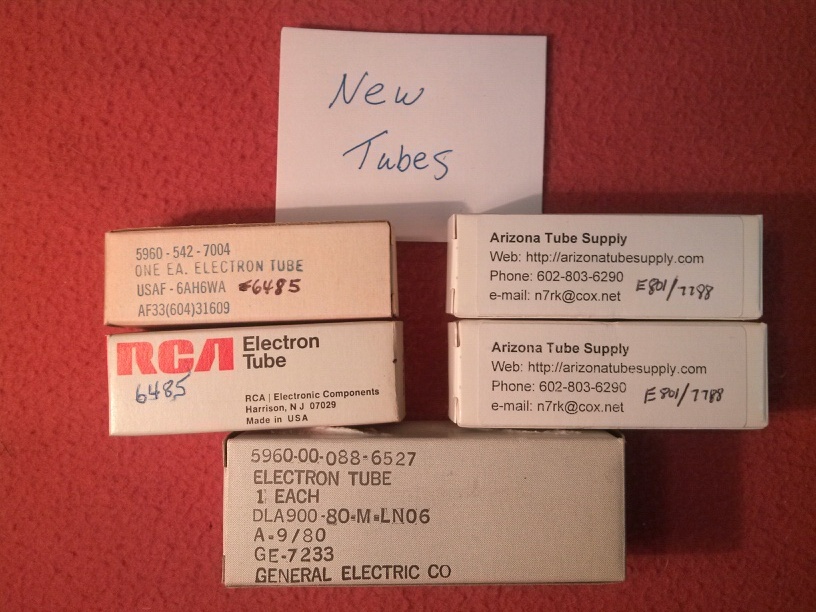 New
Tubes
5960-542-7004
ONE EA. ELECTRON TUBE
USAF-6AH6WA =6485
AF33(604)31609
Arizona Tube Supply
Web: http://arizonatubesupply.com
Phone: 602-803-6290
e-mail: n7rk@cox.net
E801/7788
RCA Electron
Tube
6485
RCA | Electronic Components
Harrison, N J 07029
Made in USA
Arizona Tube Supply
Web: http://arizonatubesupply.com
Phone: 602-803-6290
e-mail: n7rk@cox.net
E801/7788
5960-00-088-6527
ELECTRON TUBE
1 EACH
DLA900-80-M-LN06
A-9/80
GE-7233
GENERAL ELECTRIC CO